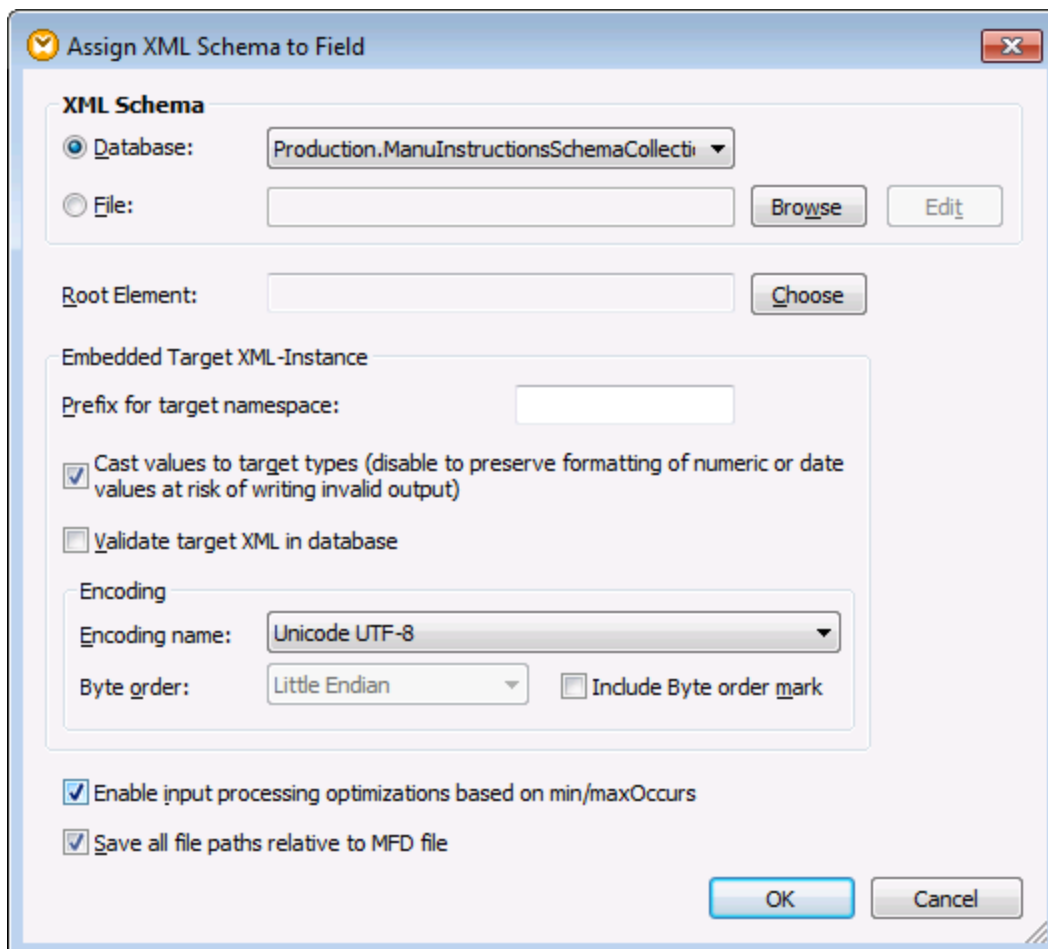 Assign XML Schema to Field
XML Schema
Database: Production.ManuInstructionsSchemaCollecti
File: Browse Edit
Root Element: Choose
Embedded Target XML-Instance
Prefix for target namespace:
Cast values to target types (disable to preserve formatting of numeric or date
values at risk of writing invalid output)
Validate target XML in database
Encoding
Encoding name: Unicode UTF-8
Byte order: Little Endian Include Byte order mark
Enable input processing optimizations based on min/maxOccurs
Save all file paths relative to MFD file
OK Cancel